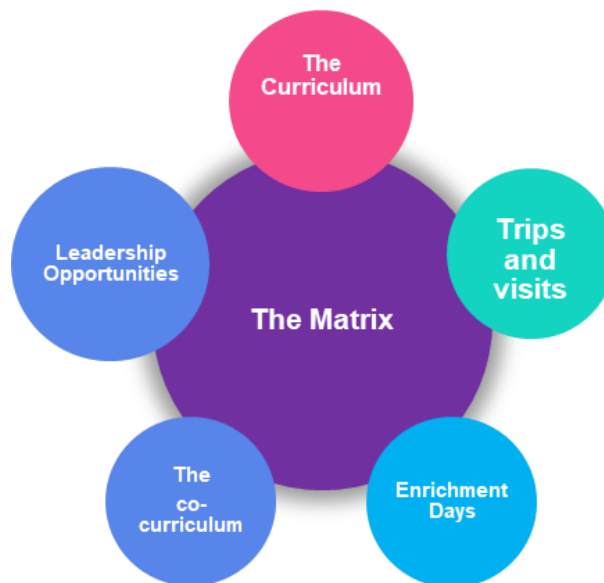 The
Curriculum
Leadership
Opportunities
Trips
and
visits
The Matrix
The
co-
curriculum
Enrichment
Days